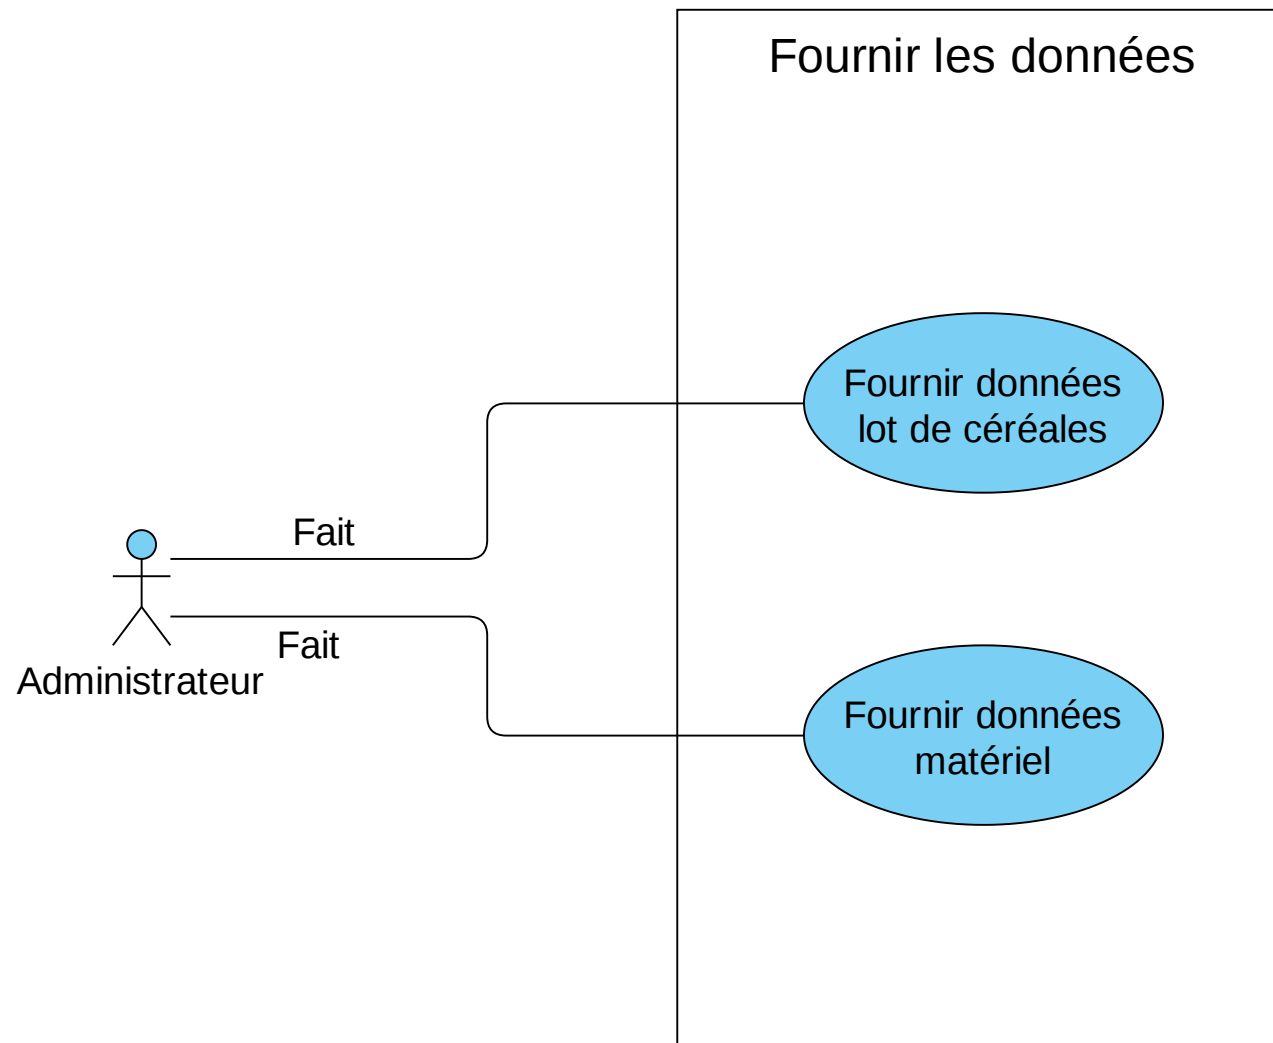 Fournir les données
Fournir données
lot de céréales
Fait
Fait
Administrateur
Fournir données
matériel